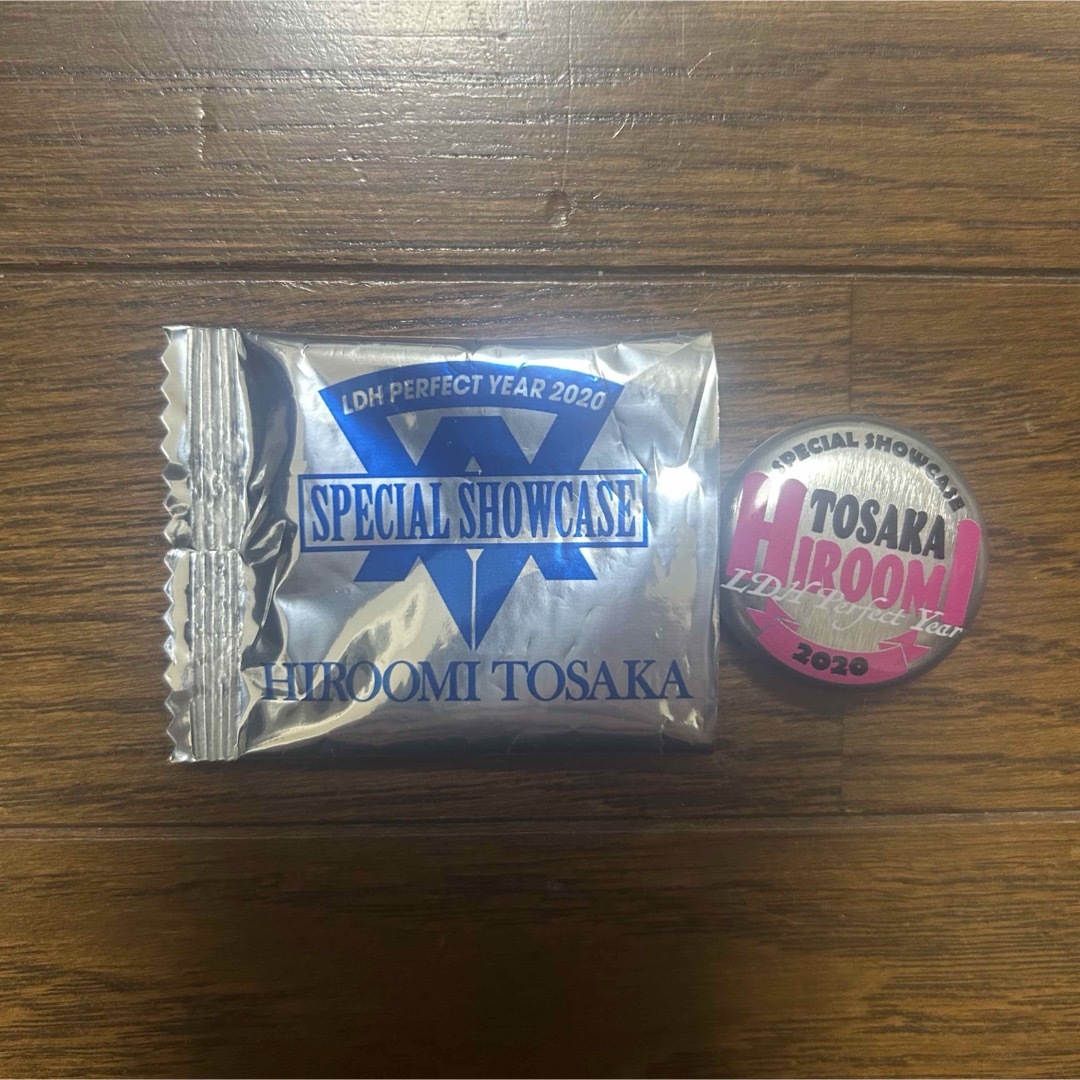 LDH PERFECT YEAR 2020
SPECIAL SHOWCASE
HIROOMI TOSAKA
SPECIAL SHOWCASE
TOSAKA
HIROOMI
LDH Perfect Year
2020